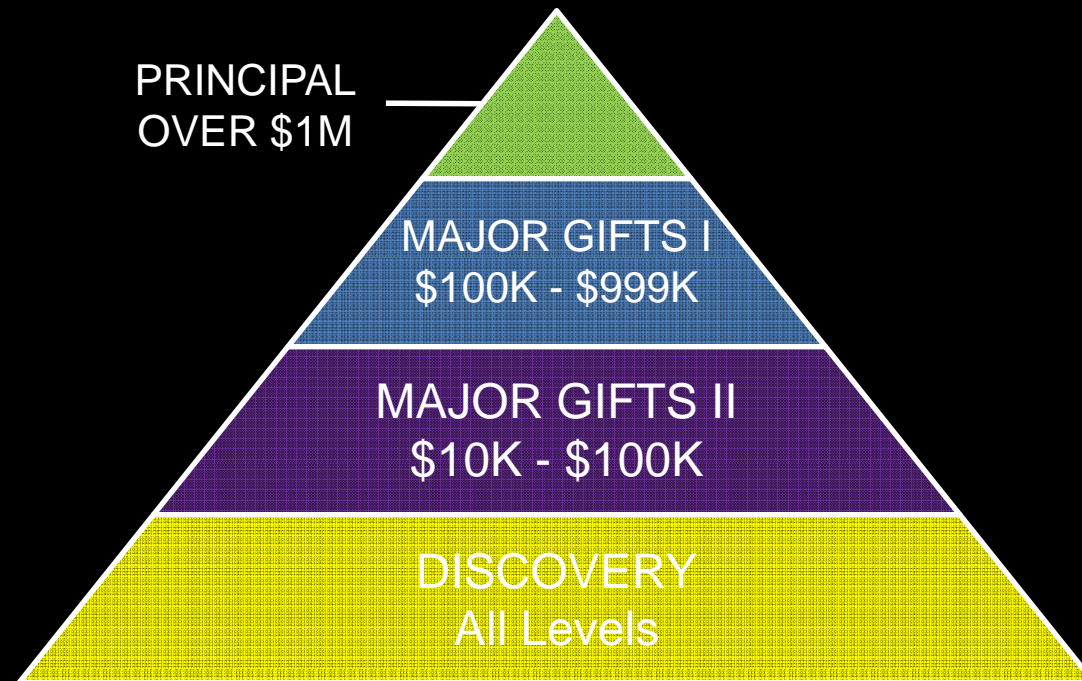 PRINCIPAL
OVER $1M
MAJOR GIFTS I
$100K - $999K
MAJOR GIFTS II
$10K - $100K
DISCOVERY
All Levels